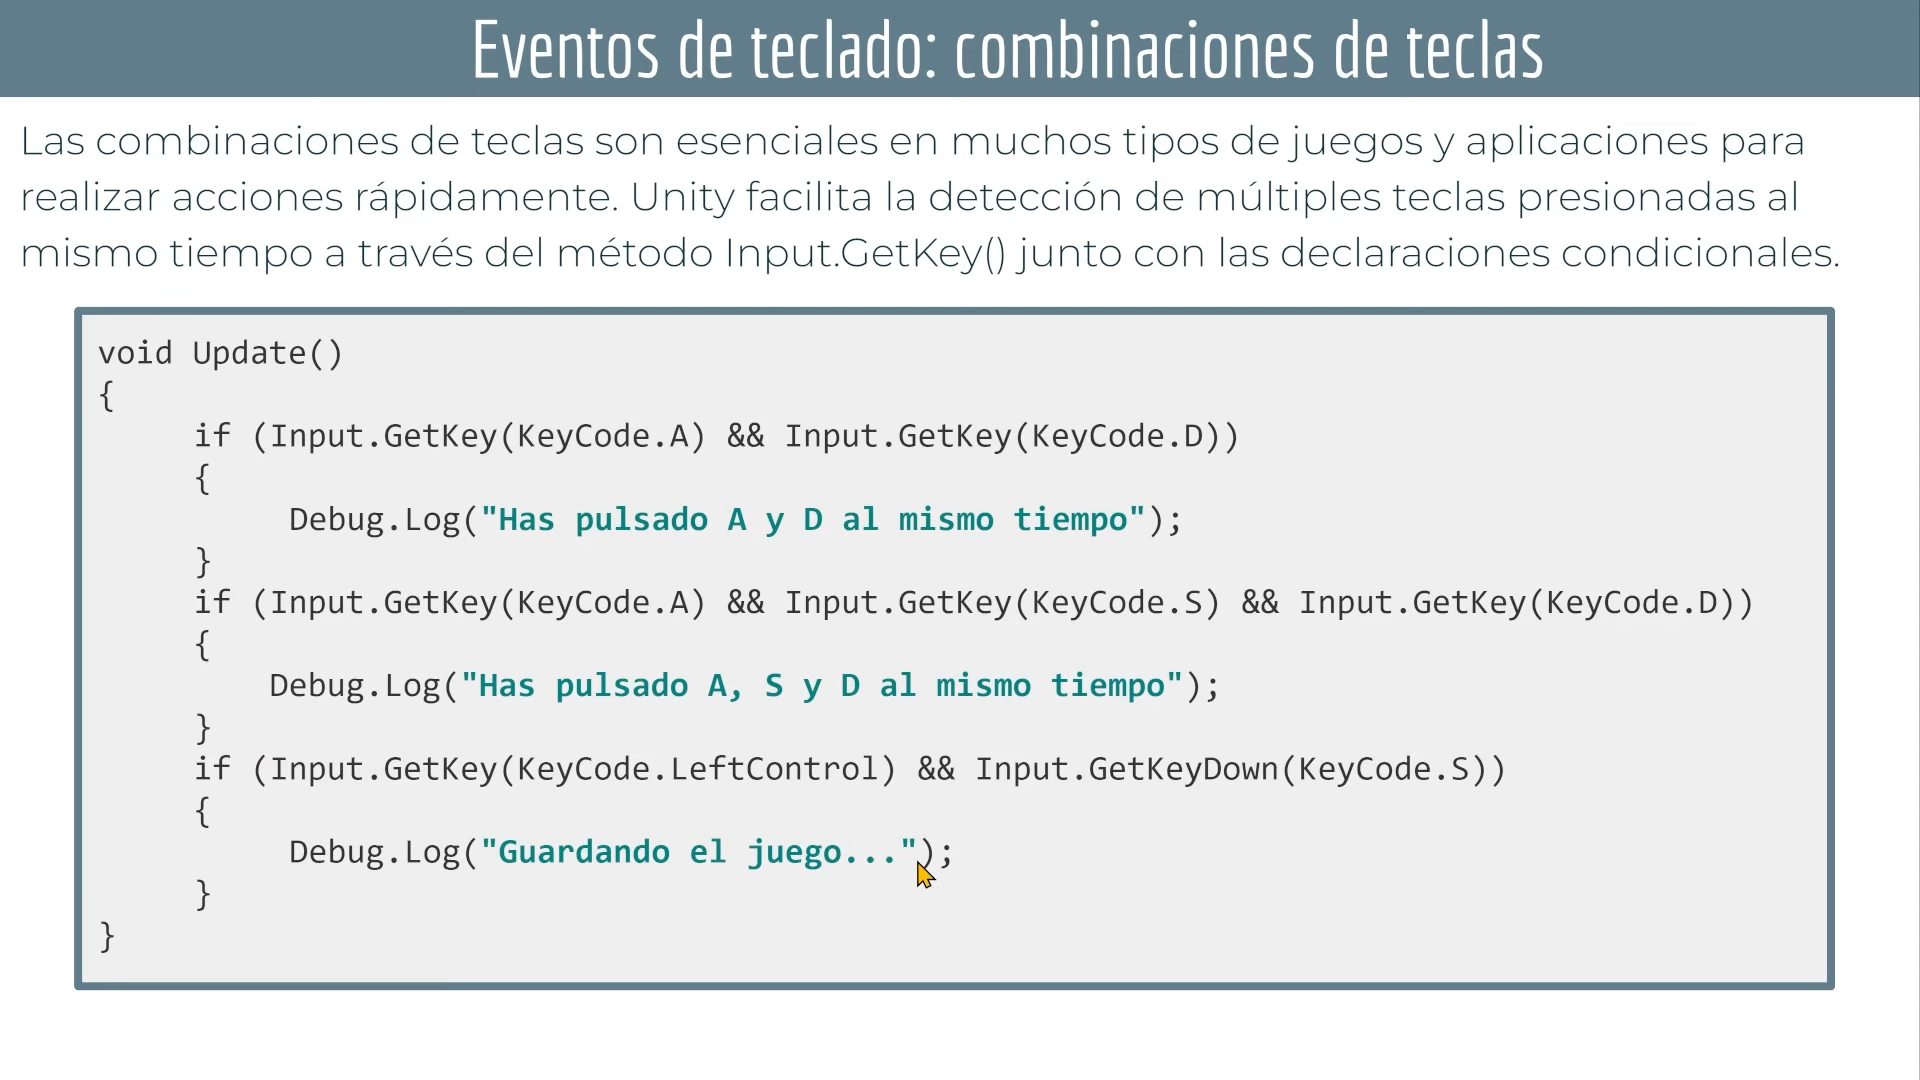 Eventos de teclado: combinaciones de teclas
Las combinaciones de teclas son esenciales en muchos tipos de juegos y aplicaciones para
realizar acciones rápidamente. Unity facilita la detección de múltiples teclas presionadas al
mismo tiempo a través del método Input.GetKey() junto con las declaraciones condicionales.
void Update()
{
if (Input.GetKey(KeyCode.A) && Input.GetKey(KeyCode.D))
{
Debug.Log("Has pulsado A y D al mismo tiempo");
}
if (Input.GetKey(KeyCode.A) && Input.GetKey(KeyCode.S) && Input.GetKey(KeyCode.D))
{
Debug.Log("Has pulsado A, S y D al mismo tiempo");
}
if (Input.GetKey(KeyCode.LeftControl) && Input.GetKeyDown(KeyCode.S))
{
Debug.Log("Guardando el juego...");
}
}